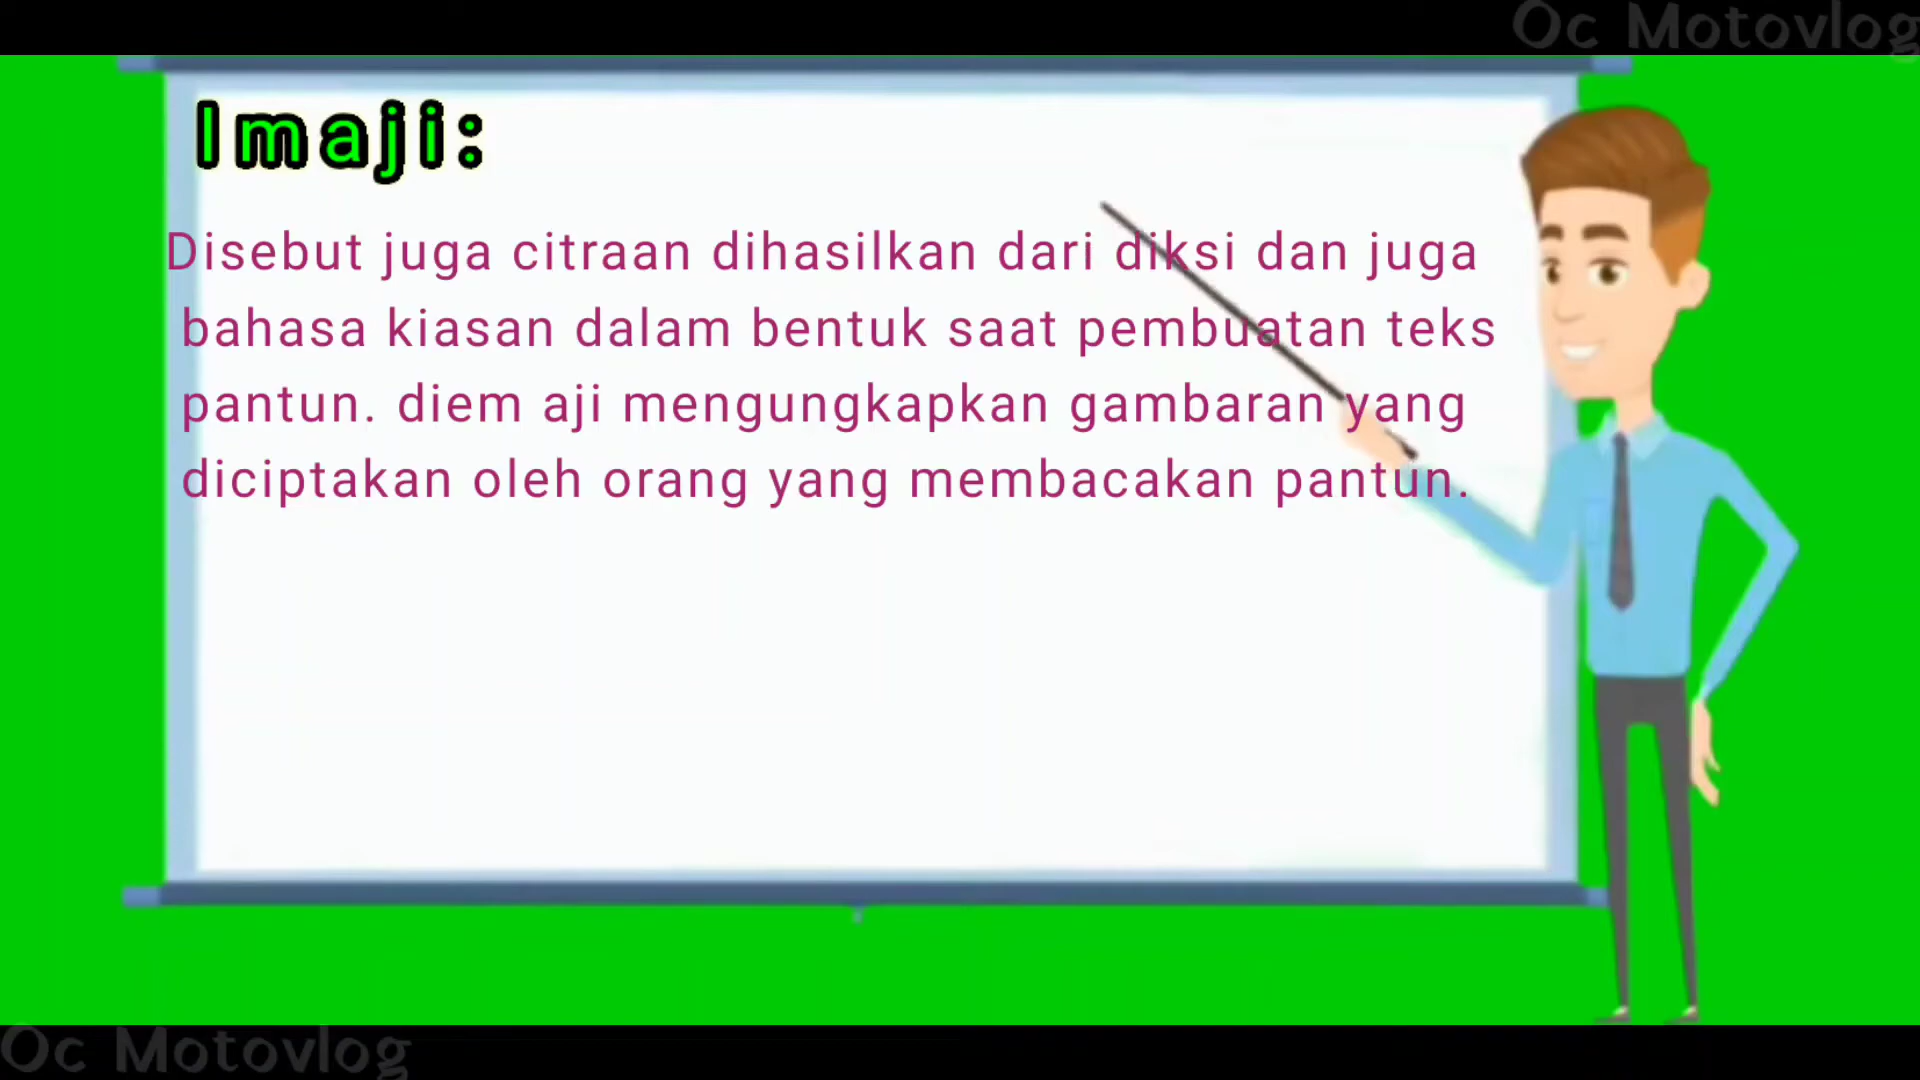 Oc Motovlog
Imaji:
Disebut juga citraan dihasilkan dari diksi dan juga
bahasa kiasan dalam bentuk saat pembuatan teks
pantun. diem aji mengungkapkan gambaran yang
diciptakan oleh orang yang membacakan pantun.
Oc Motovlog